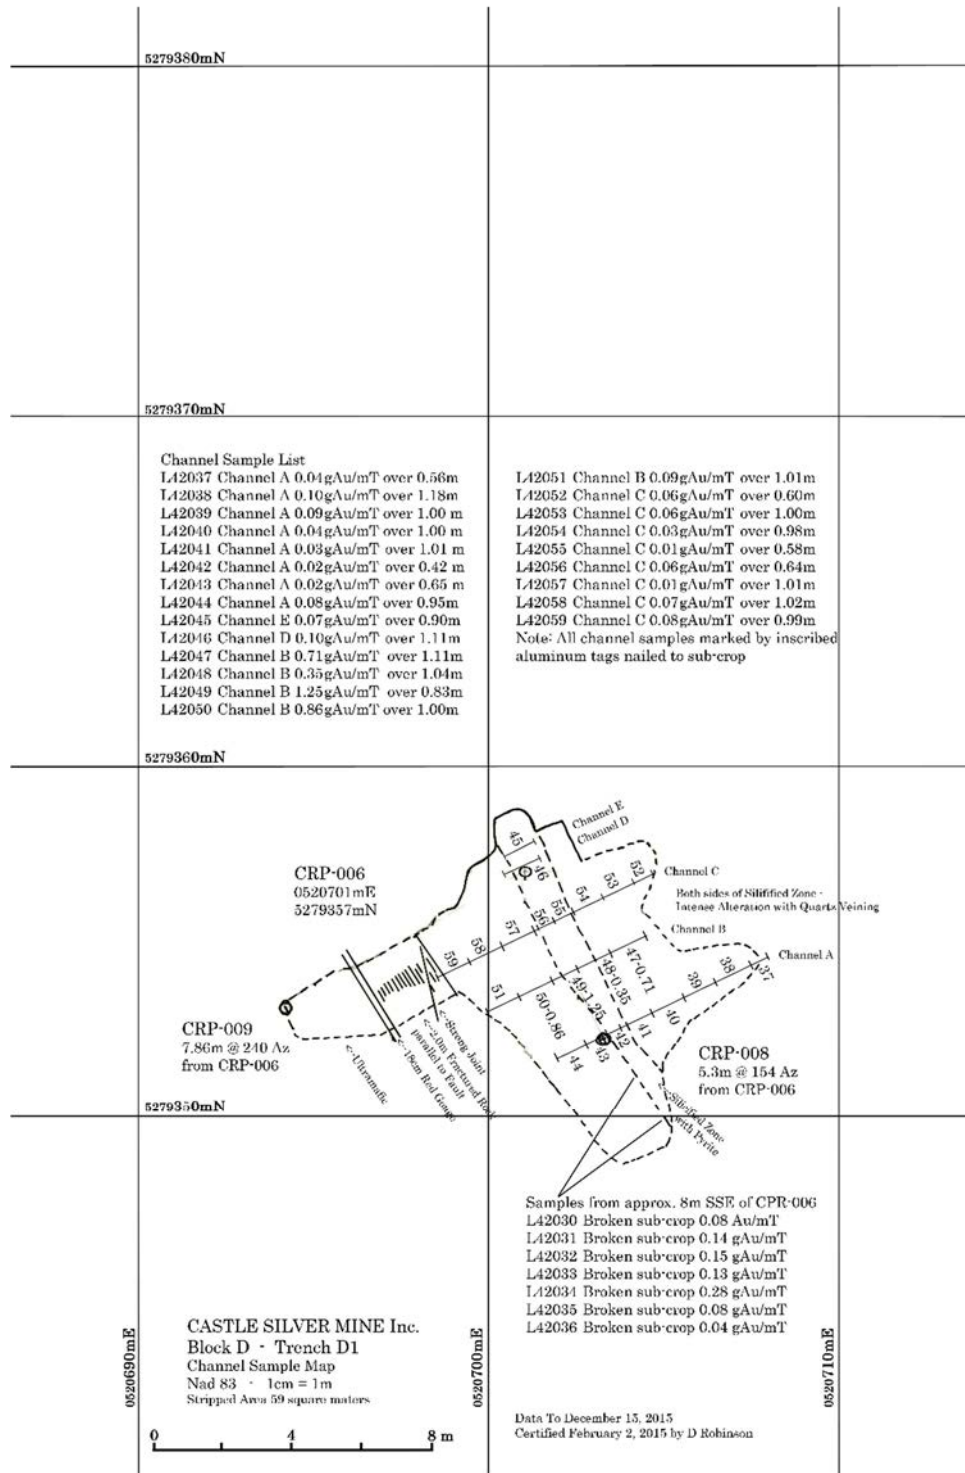 5279380mN
5279370mN
Channel Sample List
L42037 Channel A 0.04gAu/mT over 0.56m
L42038 Channel A 0.10gAu/mT over 1.18m
L42039 Channel A 0.09gAu/mT over 1.00 m
L42040 Channel A 0.04gAu/mT over 1.00 m
L42041 Channel A 0.03gAu/mT over 1.01 m
L42042 Channel A 0.02gAu/mT over 0.42 m
L42043 Channel A 0.02gAu/mT over 0.65 m
L42044 Channel A 0.08gAu/mT over 0.95m
L42045 Channel E 0.07gAu/mT over 0.90m
L42046 Channel D 0.10gAu/mT over 1.11m
L42047 Channel B 0.71gAu/mT over 1.11m
L42048 Channel B 0.35gAu/mT over 1.04m
L42049 Channel B 1.25gAu/mT over 0.83m
L42050 Channel B 0.86gAu/mT over 1.00m
L42051 Channel B 0.09gAu/mT over 1.01m
L42052 Channel C 0.06gAu/mT over 0.60m
L42053 Channel C 0.06gAu/mT over 1.00m
L42054 Channel C 0.03gAu/mT over 0.98m
L42055 Channel C 0.01gAu/mT over 0.58m
L42056 Channel C 0.06gAu/mT over 0.64m
L42057 Channel C 0.01gAu/mT over 1.01m
L42058 Channel C 0.07gAu/mT over 1.02m
L42059 Channel C 0.08gAu/mT over 0.99m
Note: All channel samples marked by inscribed
aluminum tags nailed to sub-crop
5279360mN
Channel E
Channel D
45
46
CRP-006
0520701mE
5279357mN
Channel C
52
53
54
55
56
57
58
59
Both sides of Silifified Zone -
Intense Alteration with Quartz Veining
Channel B
47-0.71
48-0.35
49-1.25
50-0.86
51
Channel A
37
38
39
40
41
42
43
44
CRP-009
7.86m @ 240 Az
from CRP-006
CRP-008
5.3m @ 154 Az
from CRP-006
<--Ultramafic
<--18cm Red Gouge
<--2.0m Fractured Rock
parallel to Fault
<--Strong Joint
<--Silicified Zone
with Pyrite
5279350mN
Samples from approx. 8m SSE of CPR-006
L42030 Broken sub-crop 0.08 Au/mT
L42031 Broken sub-crop 0.14 gAu/mT
L42032 Broken sub-crop 0.15 gAu/mT
L42033 Broken sub-crop 0.13 gAu/mT
L42034 Broken sub-crop 0.28 gAu/mT
L42035 Broken sub-crop 0.08 gAu/mT
L42036 Broken sub-crop 0.04 gAu/mT
0520690mE
0520700mE
0520710mE
CASTLE SILVER MINE Inc.
Block D - Trench D1
Channel Sample Map
Nad 83 - 1cm = 1m
Stripped Area 59 square maters
0 4 8 m
Data To December 15, 2015
Certified February 2, 2015 by D Robinson